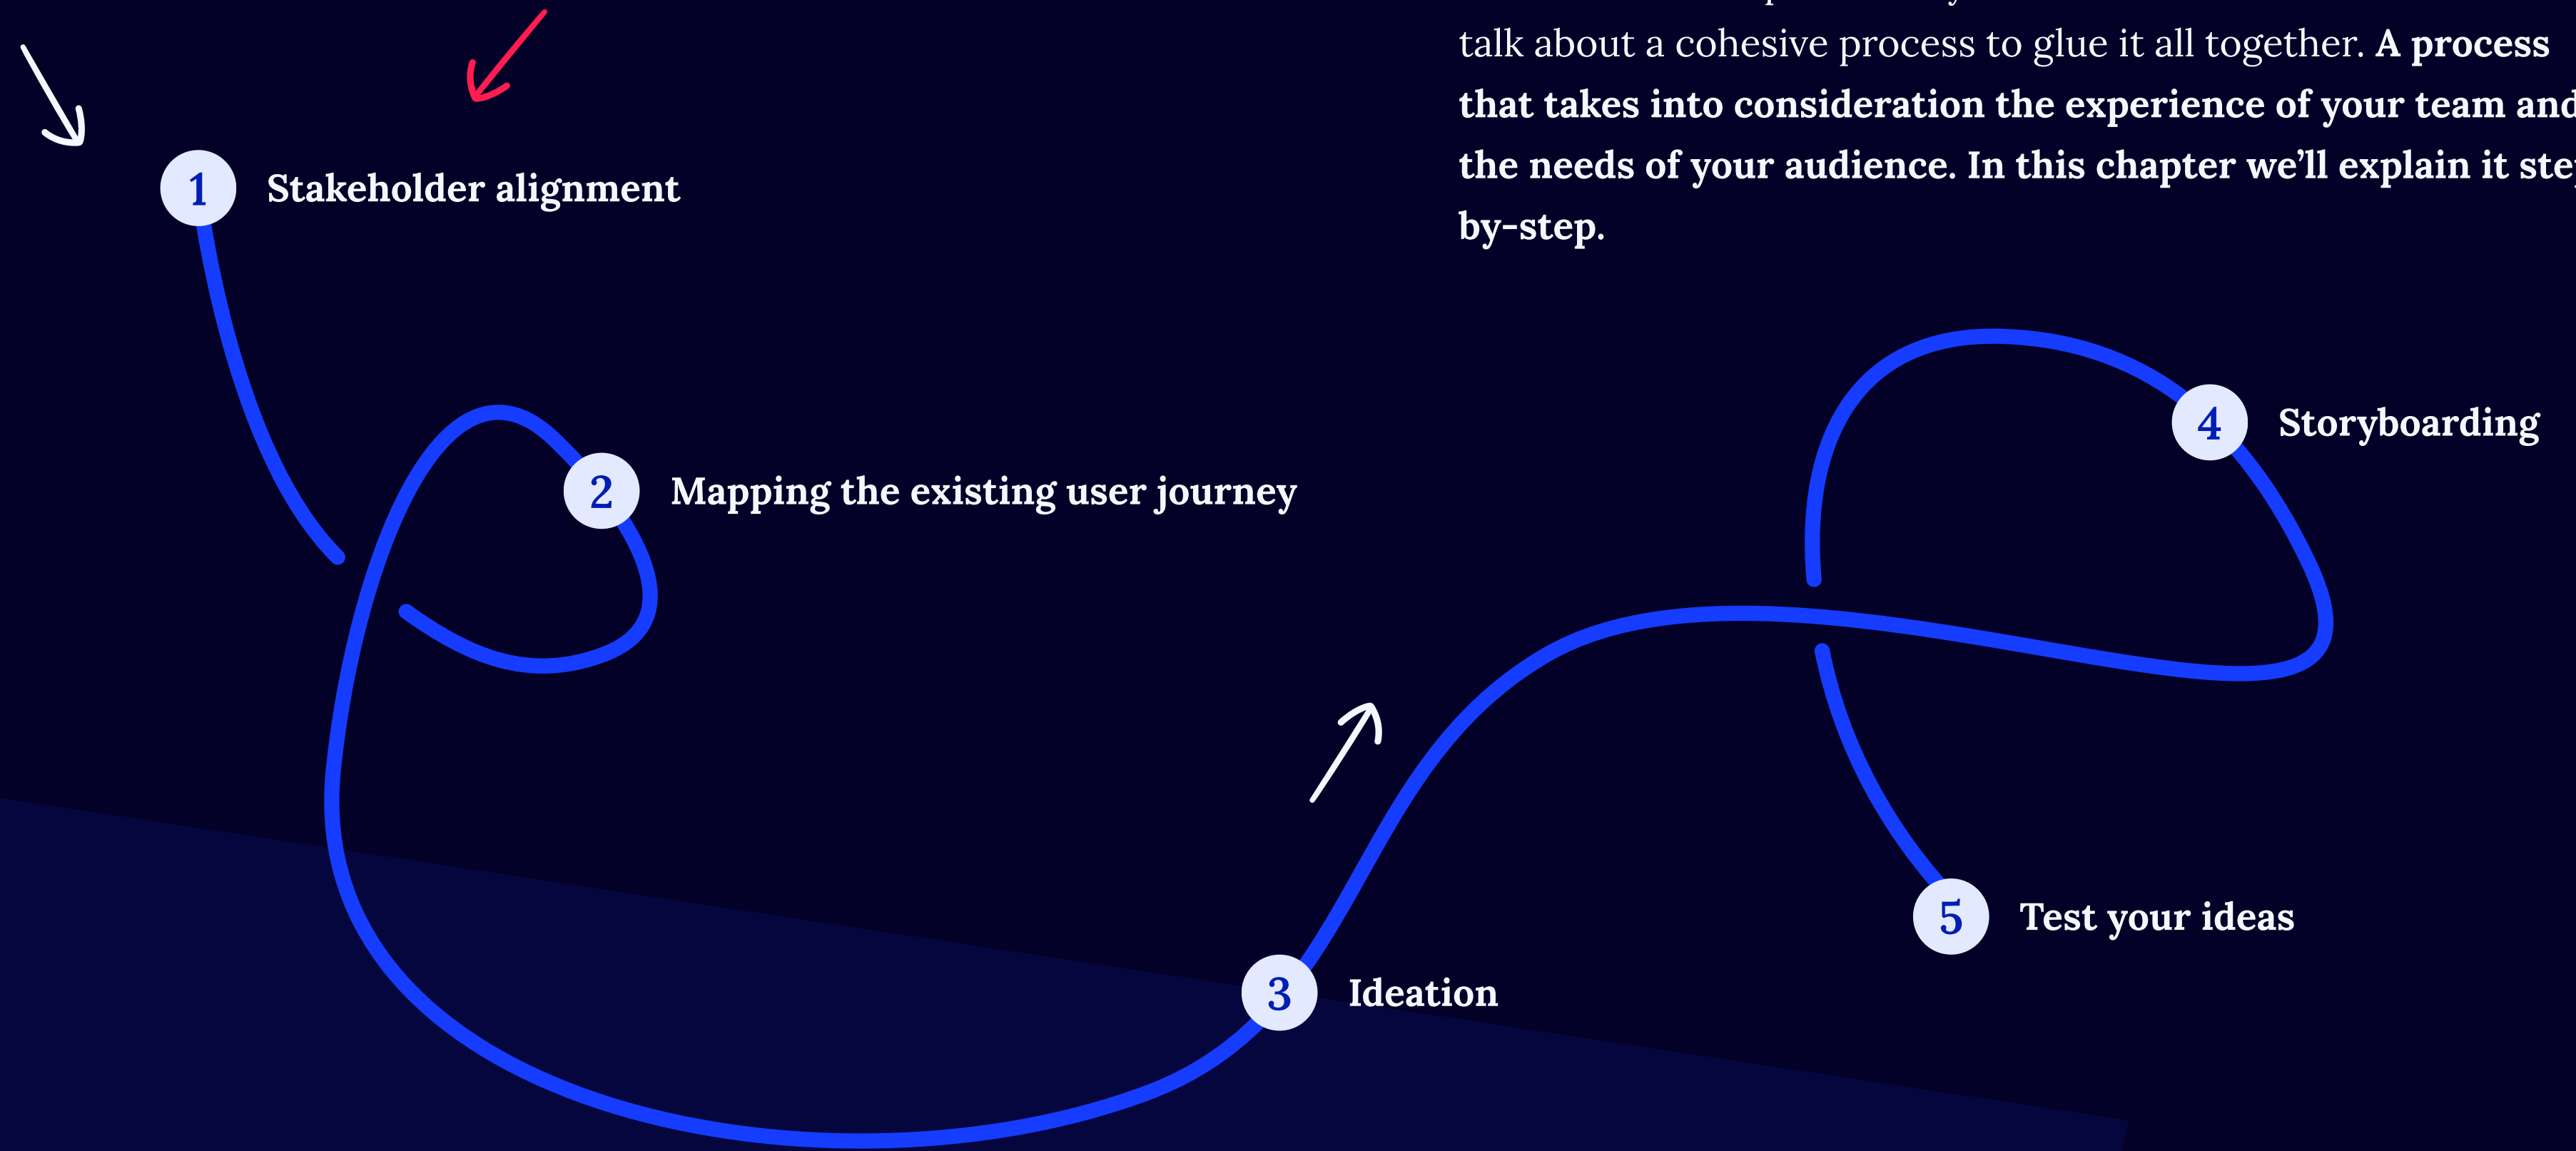 talk about a cohesive process to glue it all together. A process
that takes into consideration the experience of your team and
the needs of your audience. In this chapter we’ll explain it
by-step.
1 Stakeholder alignment
2 Mapping the existing user journey
4 Storyboarding
5 Test your ideas
3 Ideation